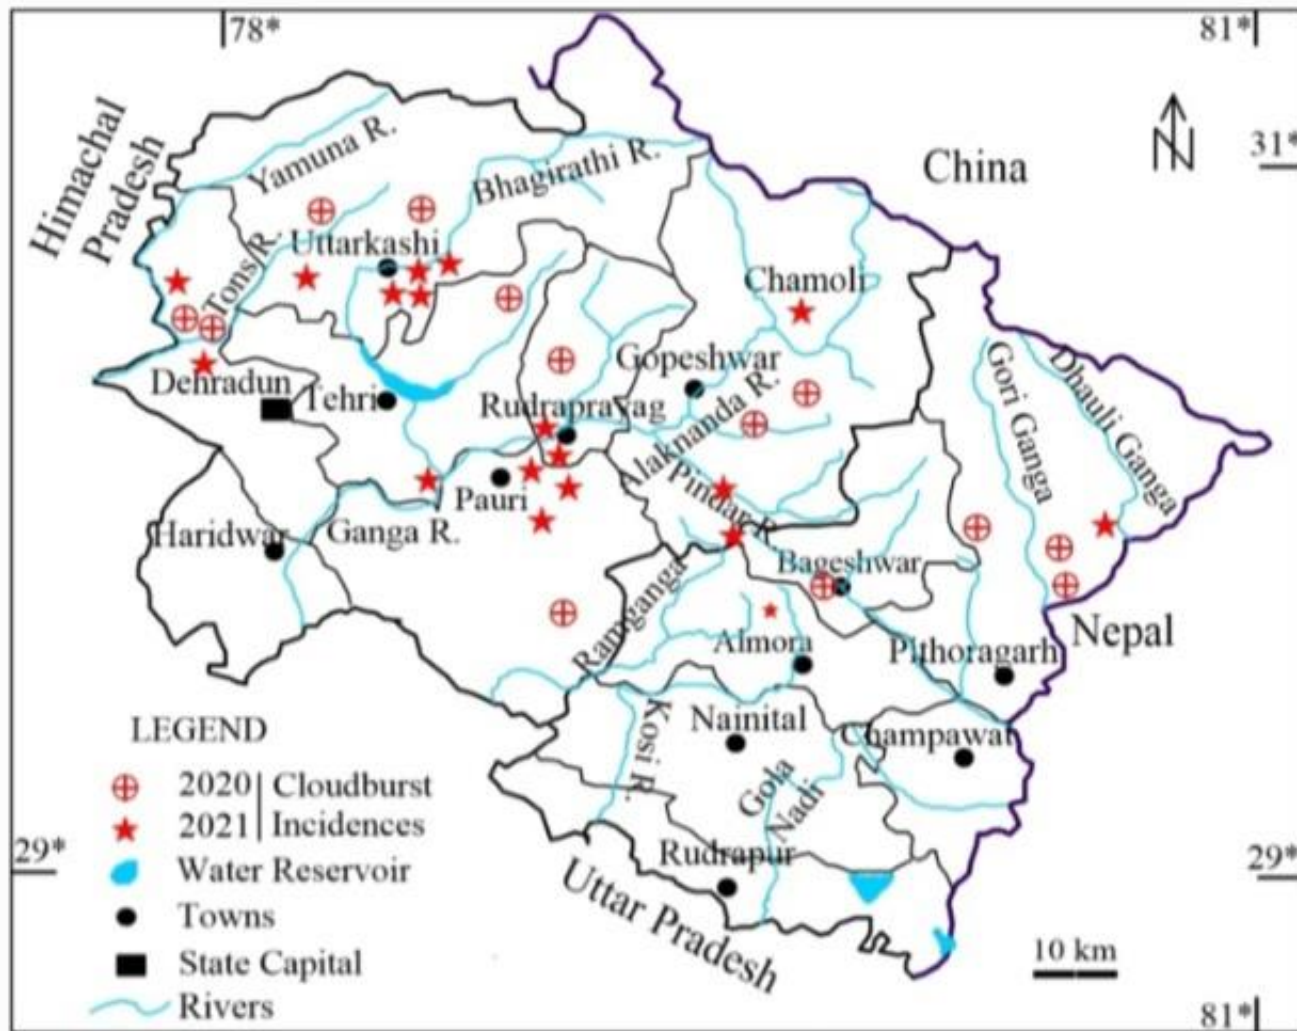 78*
81*
31*
Himachal
Pradesh
Yamuna R.
Bhagirathi R.
China
Uttarkashi
Tons R.
Chamoli
Gopeshwar
Dehradun
Tehri
Rudraprayag
Alaknanda R.
Gori Ganga
Dhauli Ganga
Pauri
Pindar R.
Haridwar
Ganga R.
Bageshwar
Ramganga
Almora
Nepal
Pithoragarh
Nainital
Champawat
Kosi R.
Gola
Nadi
Rudrapur
Uttar Pradesh
29*
29*
LEGEND
2020 Cloudburst
2021 Incidences
Water Reservoir
Towns
State Capital
Rivers
10 km
81*
N